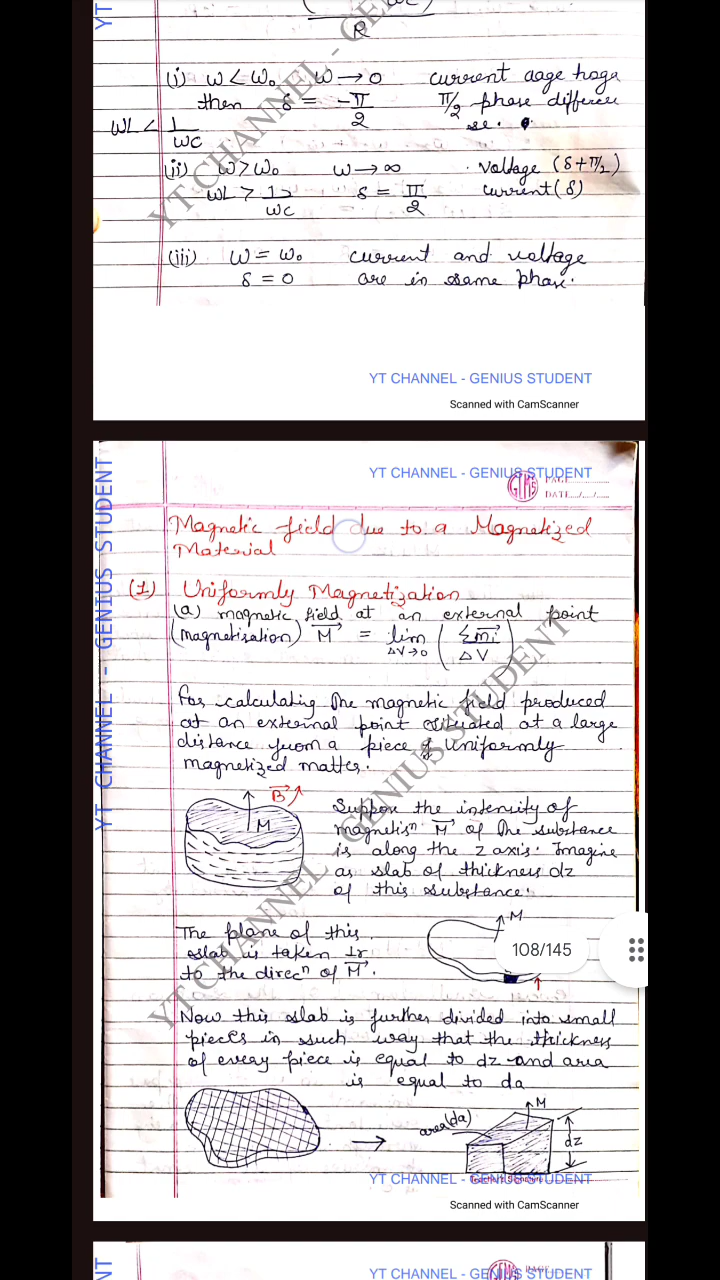 R
(i) ω < ω₀ ω → 0 current aage hoga
then δ = -π/2 π/2 phase differece
ωL < 1/ωC se.
(ii) ω > ω₀ ω → ∞ voltage (δ + π/2)
ωL > 1/ωC δ = π/2 current (δ)
(iii) ω = ω₀ current and voltage
δ = 0 are in same phase.
YT CHANNEL - GENIUS STUDENT
Scanned with CamScanner
YT CHANNEL - GENIUS STUDENT
PAGE
DATE
Magnetic field due to a Magnetized
Material
(1) Uniformly Magnetization
(a) magnetic field at an external point
(Magnetisation) M⃗ = lim ΔV→0 (Σm⃗i / ΔV)
For calculating the magnetic field produced
at an external point situated at a large
distance from a piece of uniformly
magnetized matter.
B⃗
M
Suppose the intensity of
magnetisⁿ M⃗ of the substance
is along the z axis. Imagine
as slab of thickness dz
of this substance.
M
The plane of this
slab is taken ⊥r
to the direcⁿ of M⃗.
108/145
Now this slab is further divided into small
pieces in such way that the thickness
of every piece is equal to dz and area
is equal to da
area(da)
M
dz
YT CHANNEL - GENIUS STUDENT
Scanned with CamScanner
YT CHANNEL - GENIUS STUDENT
YT CHANNEL - GENIUS STUDENT
YT CHANNEL - GENIUS STUDENT